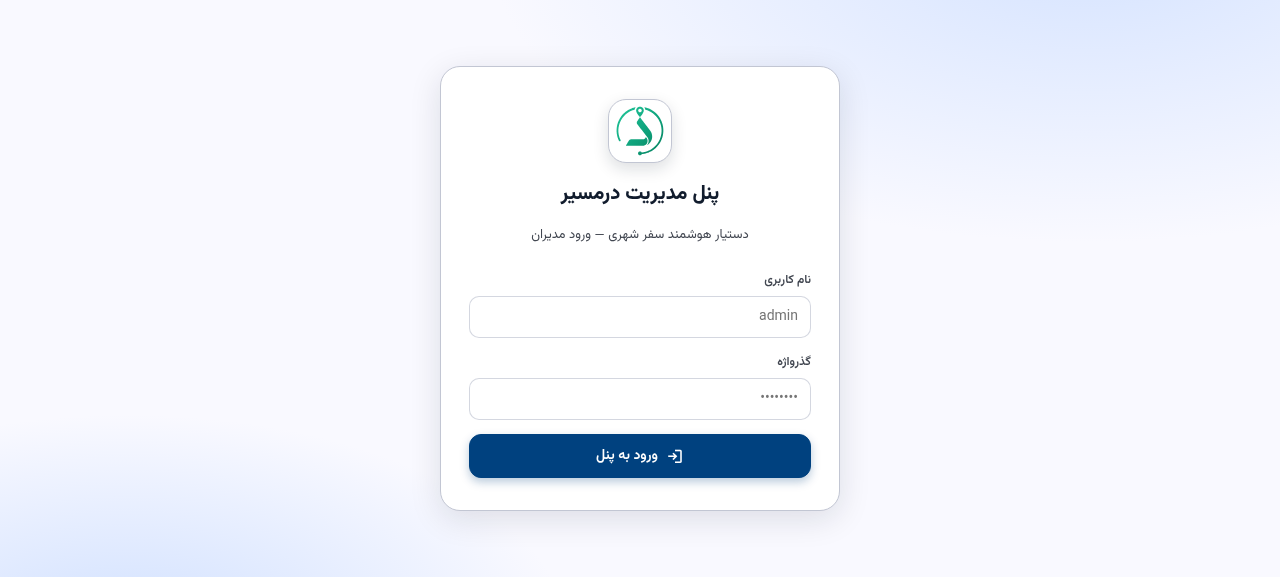 پنل مدیریت درمسیر
دستیار هوشمند سفر شهری — ورود مدیران
نام کاربری
admin
گذرواژه
••••••••
ورود به پنل